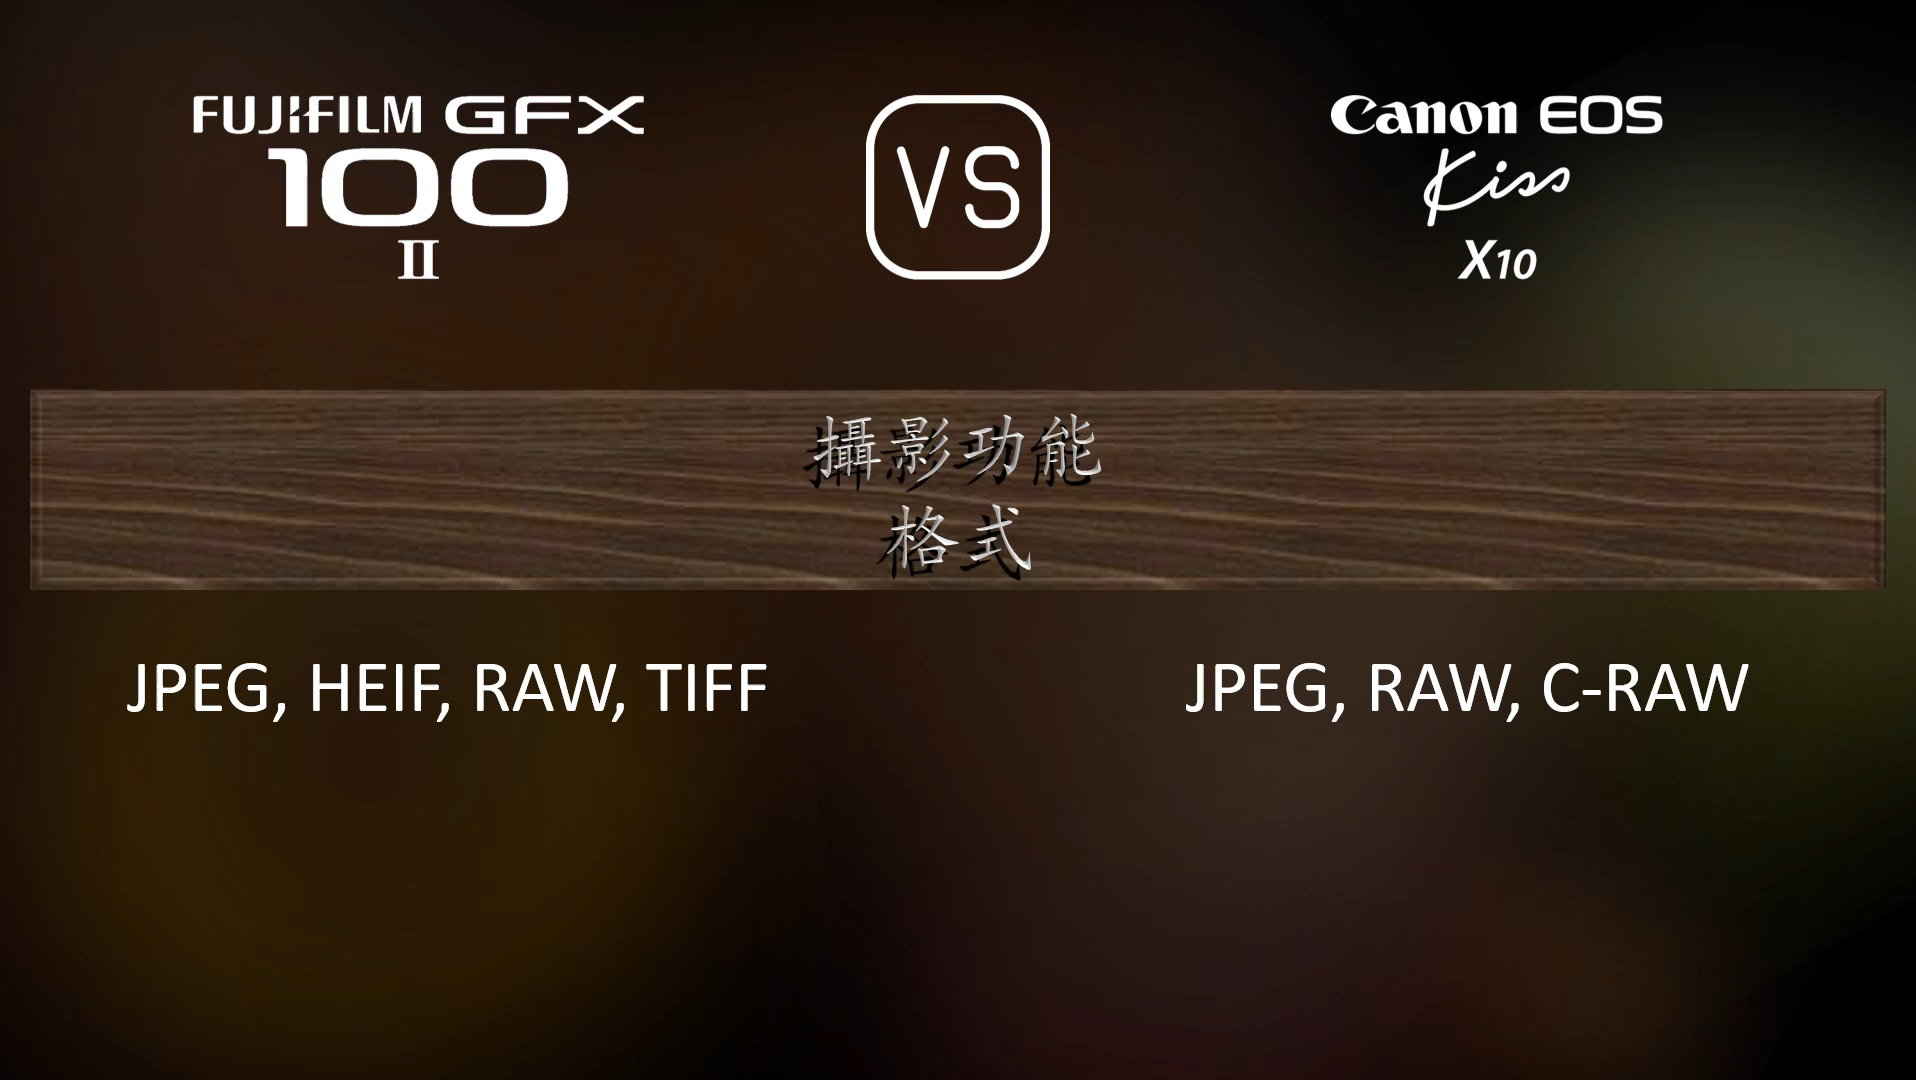 FUJIFILM GFX
100
II
VS
Canon EOS
Kiss
X10
攝影功能
格式
JPEG, HEIF, RAW, TIFF
JPEG, RAW, C-RAW